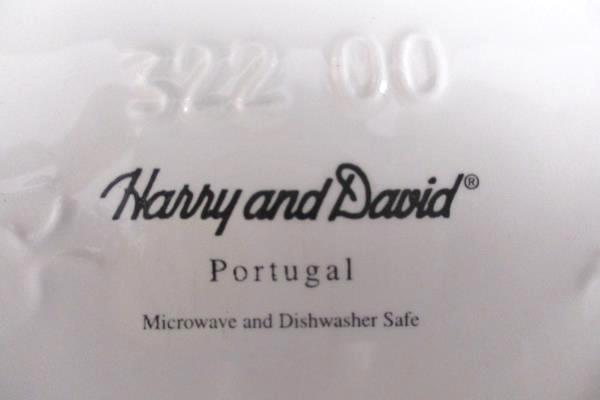 322 00
Harry and David®
Portugal
Microwave and Dishwasher Safe